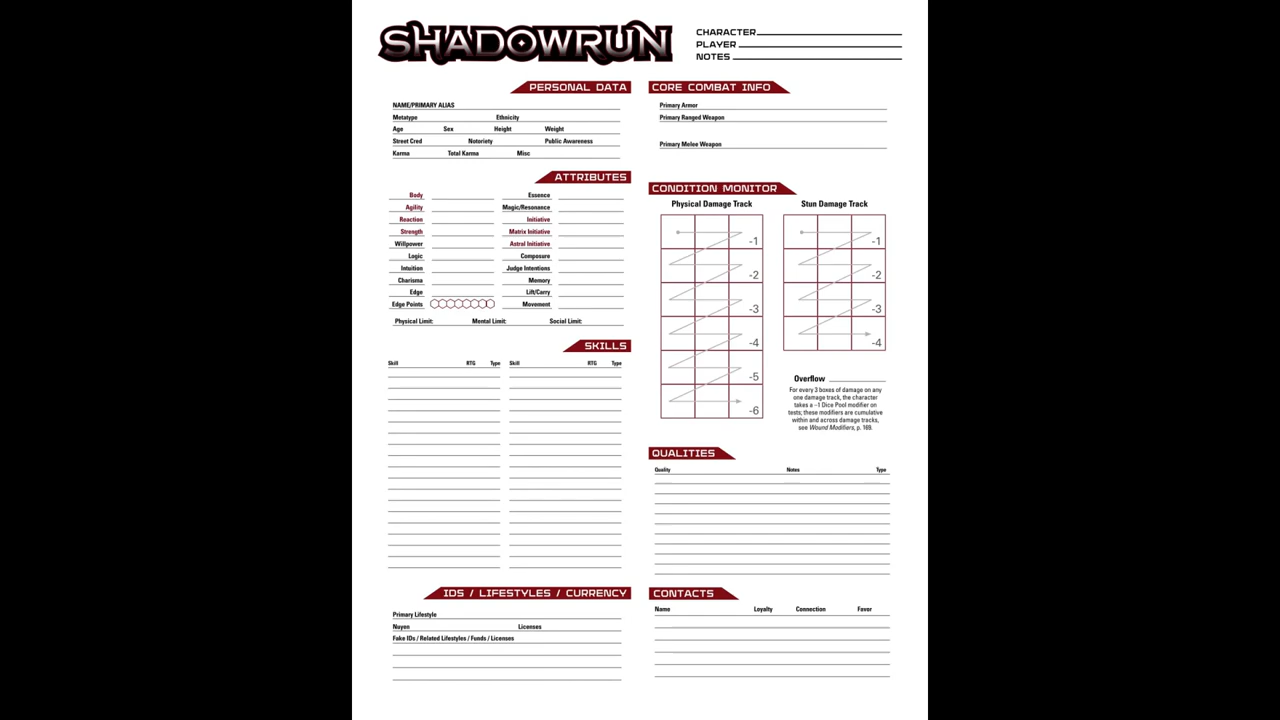 SHADOWRUN
CHARACTER
PLAYER
NOTES
PERSONAL DATA
NAME/PRIMARY ALIAS
Metatype Ethnicity
Age Sex Height Weight
Street Cred Notoriety Public Awareness
Karma Total Karma Misc
ATTRIBUTES
Body Essence
Agility Magic/Resonance
Reaction Initiative
Strength Matrix Initiative
Willpower Astral Initiative
Logic Composure
Intuition Judge Intentions
Charisma Memory
Edge Lift/Carry
Edge Points Movement
Physical Limit: Mental Limit: Social Limit:
SKILLS
Skill RTG Type Skill RTG Type
IDS / LIFESTYLES / CURRENCY
Primary Lifestyle
Nuyen Licenses
Fake IDs / Related Lifestyles / Funds / Licenses
CORE COMBAT INFO
Primary Armor
Primary Ranged Weapon
Primary Melee Weapon
CONDITION MONITOR
Physical Damage Track
-1
-2
-3
-4
-5
-6
Stun Damage Track
-1
-2
-3
-4
Overflow
For every 3 boxes of damage on any
one damage track, the character
takes a –1 Dice Pool modifier on
tests; these modifiers are cumulative
within and across damage tracks,
see Wound Modifiers, p. 169.
QUALITIES
Quality Notes Type
CONTACTS
Name Loyalty Connection Favor